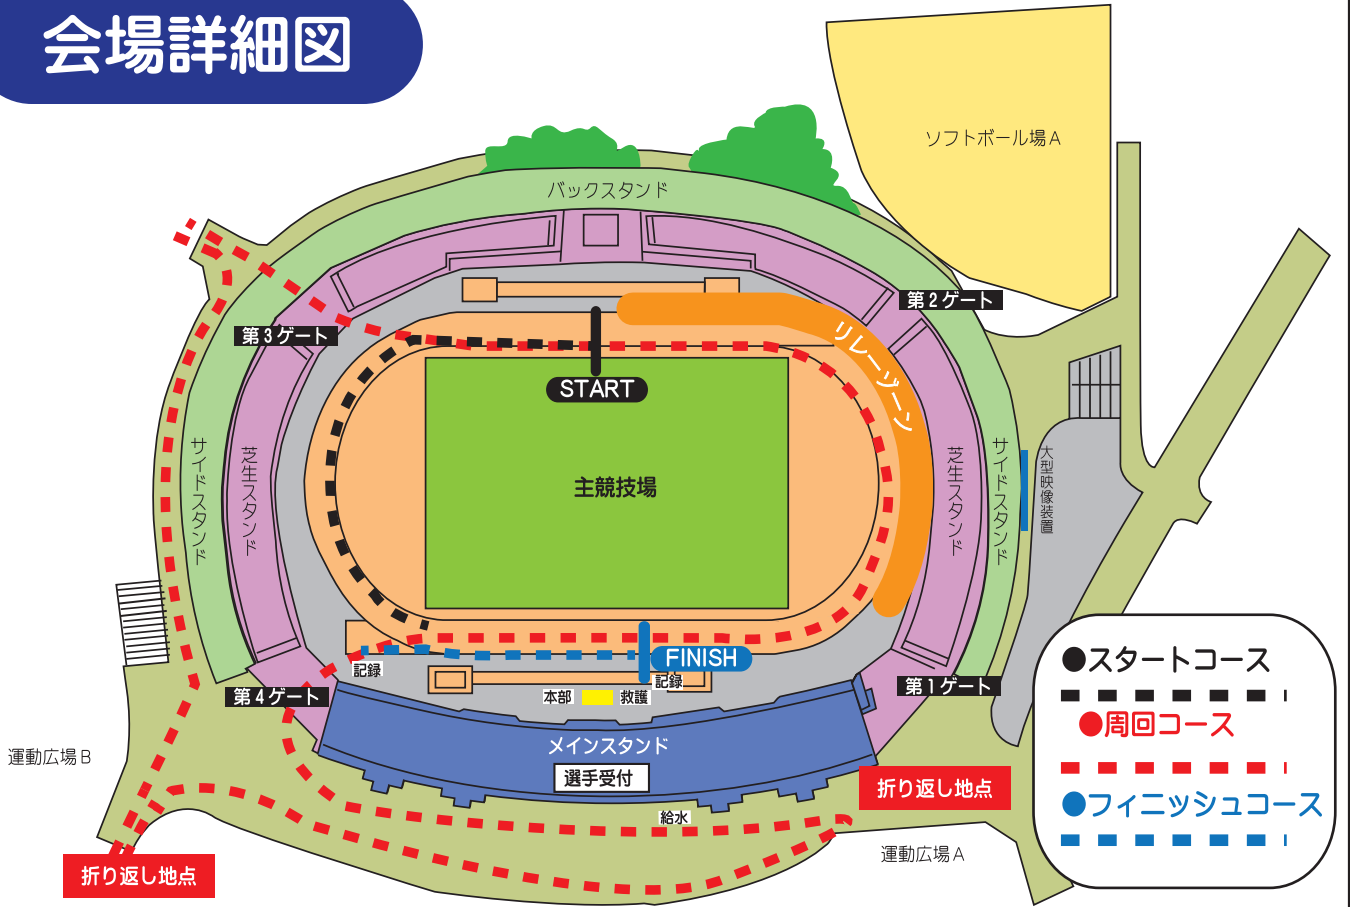 会場詳細図
ソフトボール場A
バックスタンド
第2ゲート
第3ゲート
リレーゾーン
START
サイドスタンド
芝生スタンド
主競技場
芝生スタンド
サイドスタンド
大型映像装置
FINISH
記録
記録
本部
救護
第4ゲート
第1ゲート
メインスタンド
選手受付
運動広場B
折り返し地点
給水
運動広場A
折り返し地点
●スタートコース
●周回コース
●フィニッシュコース